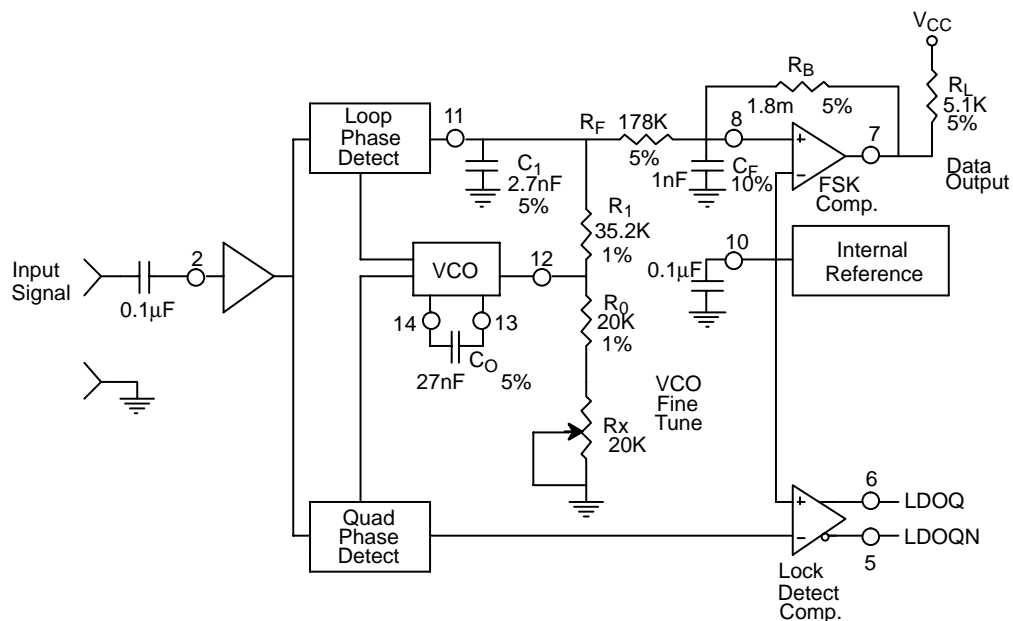 VCC
RB
1.8m 5%
RL
5.1K
5%
Loop
Phase
Detect
11
RF
178K
5%
8
7
C1
2.7nF
5%
1nF
CF
10%
+
−
FSK
Comp.
Data
Output
R1
35.2K
1%
Input
Signal
0.1µF
2
VCO
12
10
0.1µF
Internal
Reference
14
13
CO
27nF 5%
R0
20K
1%
VCO
Fine
Tune
Rx
20K
Quad
Phase
Detect
+
−
6
LDOQ
LDOQN
5
Lock
Detect
Comp.